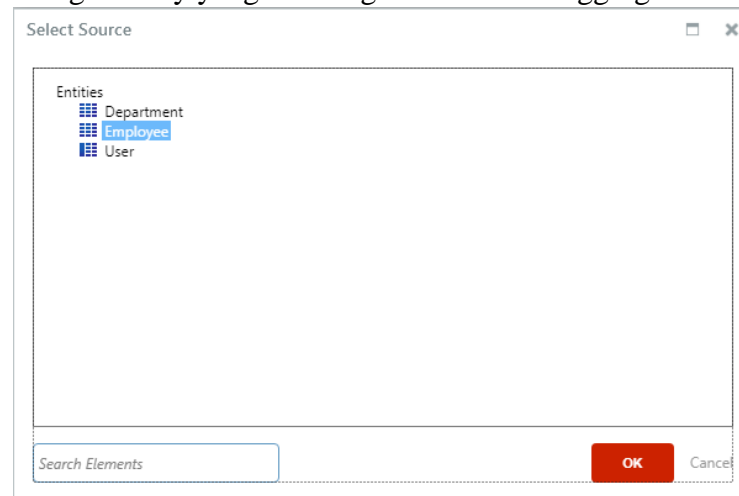 Select Source
Entities
Department
Employee
User
Search Elements
OK Cancel